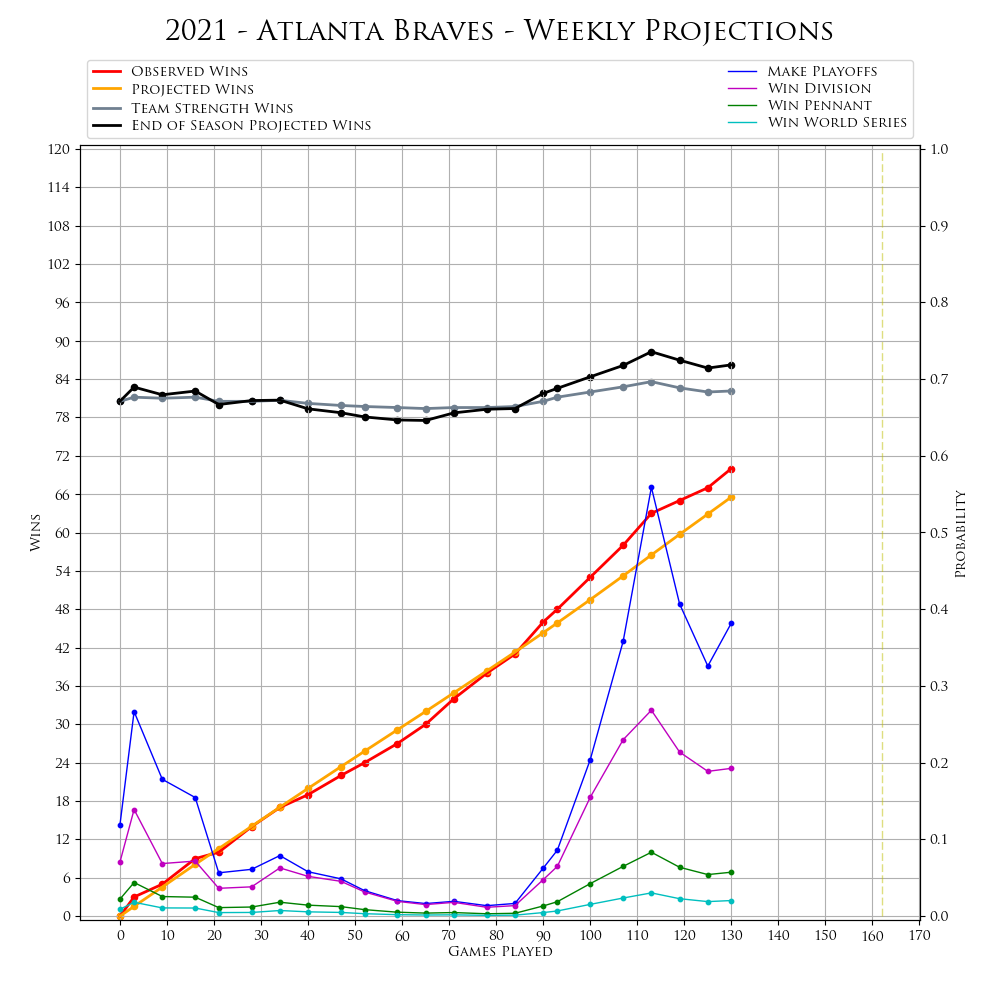 2021 - Atlanta Braves - Weekly Projections
Observed Wins
Projected Wins
Team Strength Wins
End of Season Projected Wins
Make Playoffs
Win Division
Win Pennant
Win World Series
120
114
108
102
96
90
84
78
72
66
60
54
48
42
36
30
24
18
12
6
0
Wins
1.0
0.9
0.8
0.7
0.6
0.5
0.4
0.3
0.2
0.1
0.0
Probability
0 10 20 30 40 50 60 70 80 90 100 110 120 130 140 150 160 170
Games Played